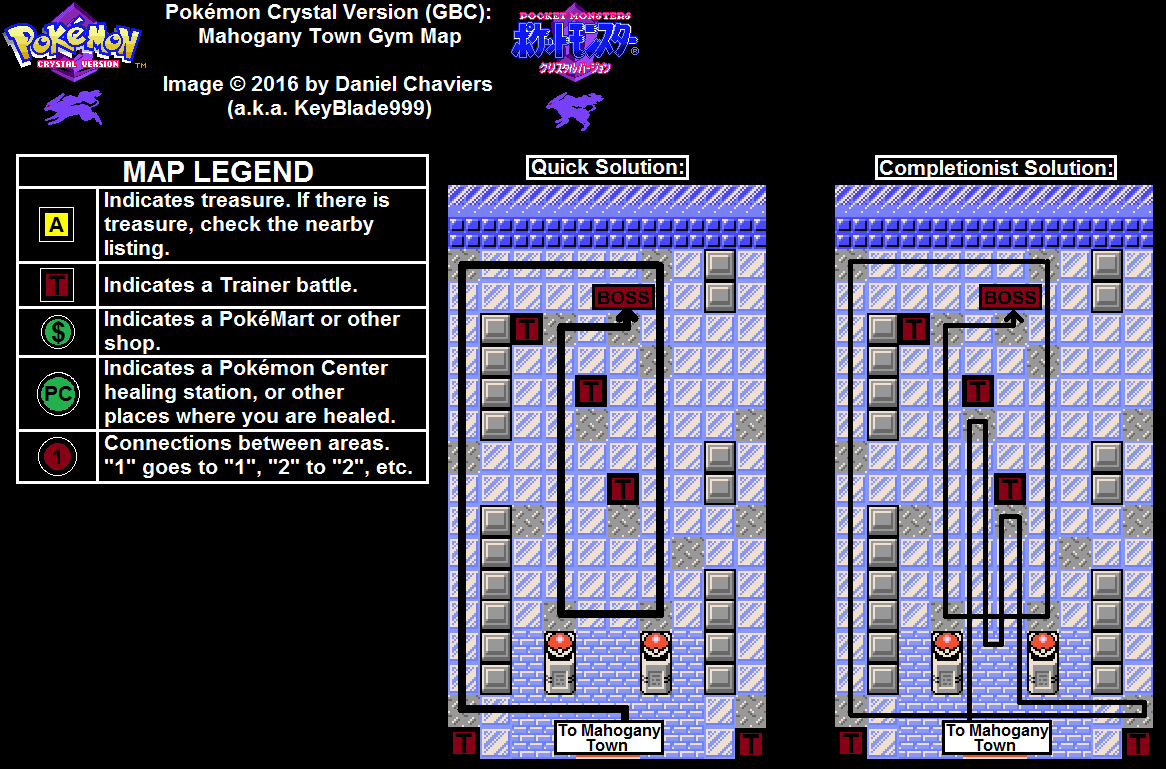 Pokémon Crystal Version (GBC):
Mahogany Town Gym Map
Image © 2016 by Daniel Chaviers
(a.k.a. KeyBlade999)
POKéMON
CRYSTAL VERSION
TM
POCKET MONSTERS
ポケットモンスター
®
クリスタルバージョン
MAP LEGEND
A
Indicates treasure. If there is
treasure, check the nearby
listing.
T
Indicates a Trainer battle.
$
Indicates a PokéMart or other
shop.
PC
Indicates a Pokémon Center
healing station, or other
places where you are healed.
1
Connections between areas.
"1" goes to "1", "2" to "2", etc.
Quick Solution:
BOSS
T
T
T
To Mahogany
Town
T
T
Completionist Solution:
BOSS
T
T
T
To Mahogany
Town
T
T